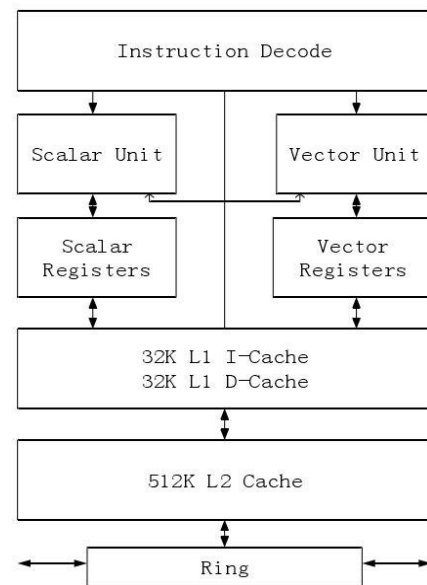 Instruction Decode
Scalar Unit
Vector Unit
Scalar
Registers
Vector
Registers
32K L1 I-Cache
32K L1 D-Cache
512K L2 Cache
Ring